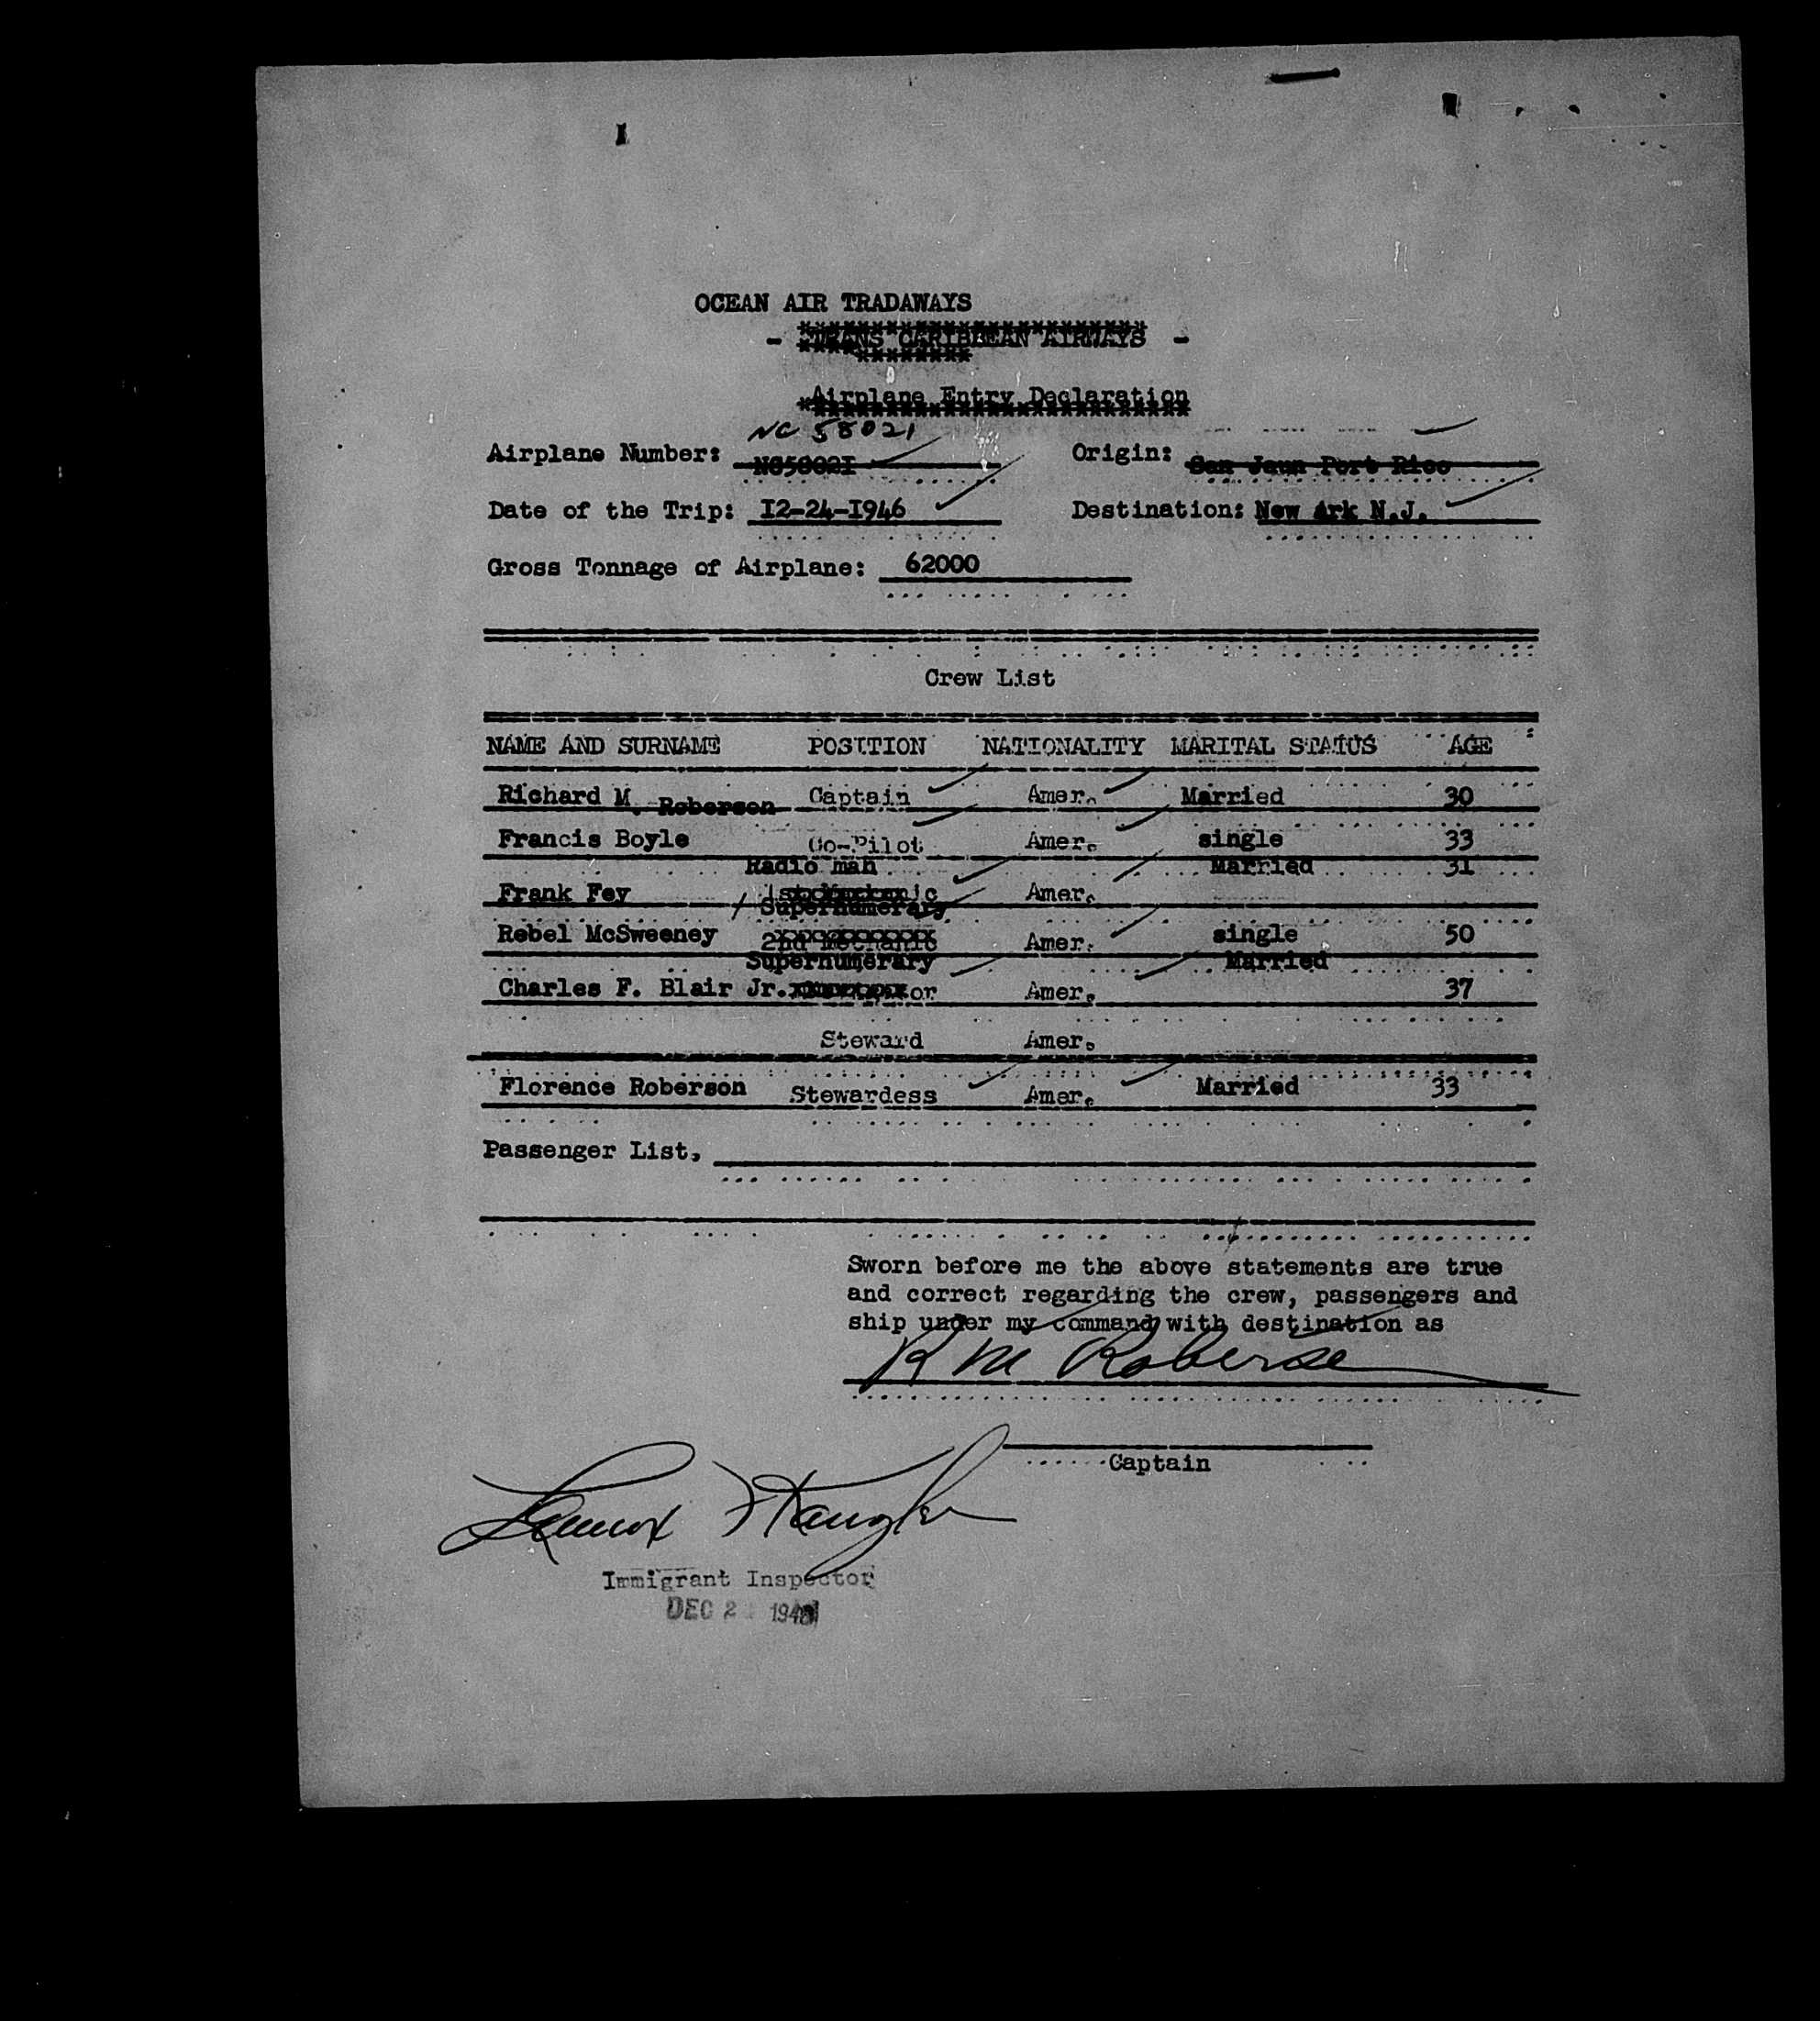 OCEAN AIR TRADAWAYS
- TRANS CARIBBEAN AIRWAYS -
Airplane Entry Declaration
NC 58021
Airplane Number: NC5802I Origin: San Jaun Port Rico
Date of the Trip: I2-24-I946 Destination: New Ark N.J.
Gross Tonnage of Airplane: 62000
Crew List
NAME AND SURNAME POSITION NATIONALITY MARITAL STATUS AGE
Richard M. Roberson Captain Amer. Married 30
Francis Boyle Co-Pilot Amer. single 33
Radio man Married 31
Frank Fey Amer.
Supernumerary
Rebel McSweeney 2nd Mechanic Amer. single 50
Supernumerary Married
Charles F. Blair Jr. Amer. 37
Steward Amer.
Florence Roberson Stewardess Amer. Married 33
Passenger List,
Sworn before me the above statements are true
and correct regarding the crew, passengers and
ship under my command with destination as
R M Roberson
Captain
Immigrant Inspector
DEC 2 194